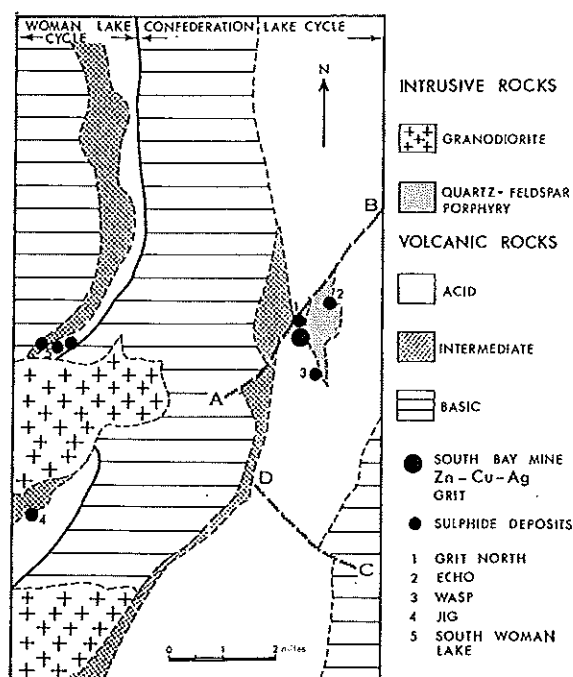 WOMAN LAKE CYCLE
CONFEDERATION LAKE CYCLE
N
B
1
2
3
A
D
C
5
4
0 1 2 miles
INTRUSIVE ROCKS
GRANODIORITE
QUARTZ-FELDSPAR
PORPHYRY
VOLCANIC ROCKS
ACID
INTERMEDIATE
BASIC
SOUTH BAY MINE
Zn-Cu-Ag
GRIT
SULPHIDE DEPOSITS
1 GRIT NORTH
2 ECHO
3 WASP
4 JIG
5 SOUTH WOMAN
LAKE